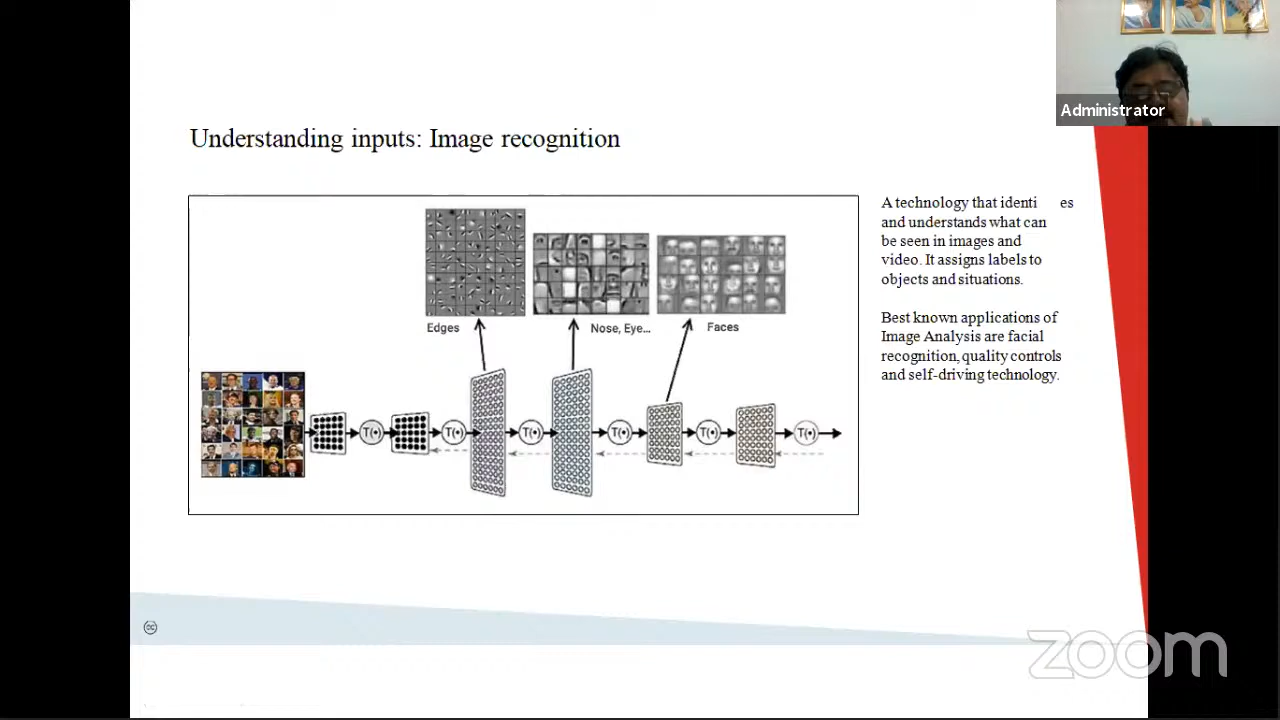 Administrator
Understanding inputs: Image recognition
A technology that identi es
and understands what can
be seen in images and
video. It assigns labels to
objects and situations.
Best known applications of
Image Analysis are facial
recognition, quality controls
and self-driving technology.
Edges
Nose, Eye...
Faces
T(•)
T(•)
T(•)
T(•)
T(•)
T(•)
cc
zoom